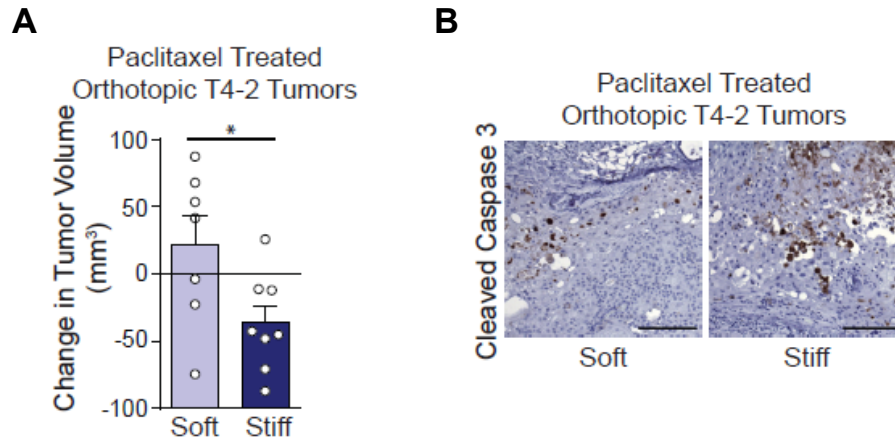 A
Paclitaxel Treated
Orthotopic T4-2 Tumors
Change in Tumor Volume
(mm³)
100
50
0
-50
-100
*
Soft
Stiff
B
Paclitaxel Treated
Orthotopic T4-2 Tumors
Cleaved Caspase 3
Soft
Stiff